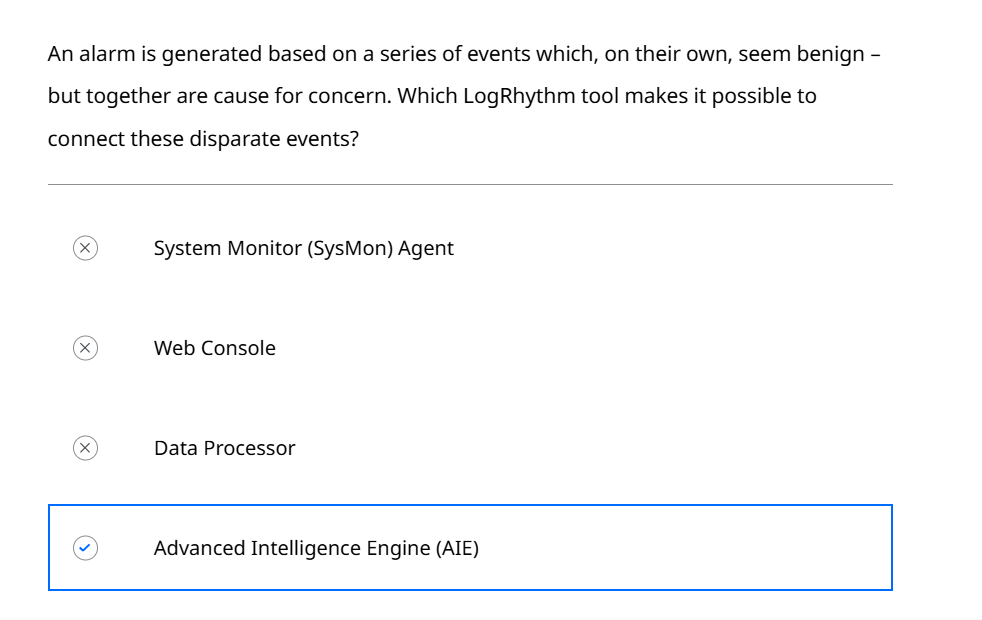 An alarm is generated based on a series of events which, on their own, seem benign –
but together are cause for concern. Which LogRhythm tool makes it possible to
connect these disparate events?
System Monitor (SysMon) Agent
Web Console
Data Processor
Advanced Intelligence Engine (AIE)